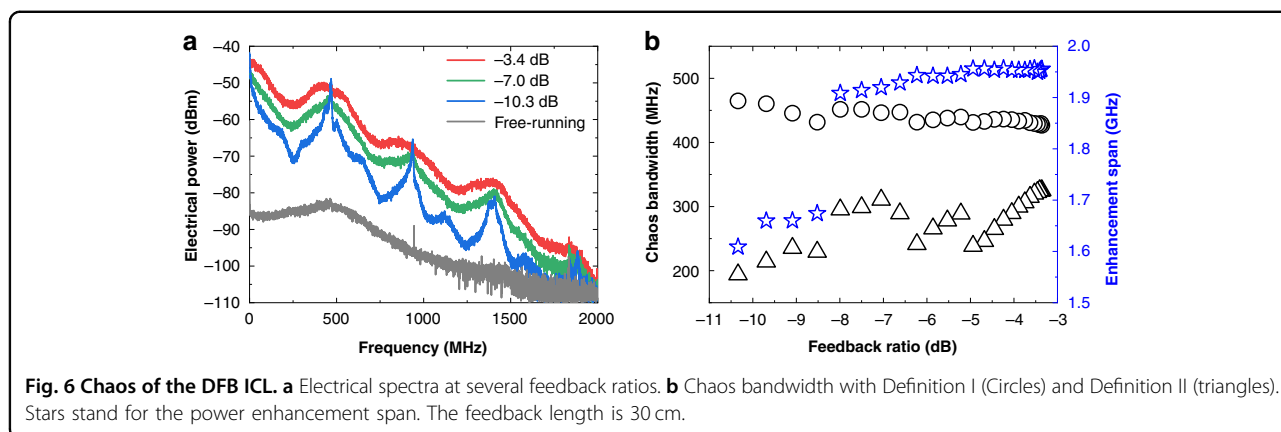 a
−40
−50
−60
−70
−80
−90
−100
−110
Electrical power (dBm)
−3.4 dB
−7.0 dB
−10.3 dB
Free-running
0
500
1000
1500
2000
Frequency (MHz)
b
500
400
300
200
Chaos bandwidth (MHz)
2.0
1.9
1.8
1.7
1.6
1.5
Enhancement span (GHz)
−11
−10
−9
−8
−7
−6
−5
−4
−3
Feedback ratio (dB)
Fig. 6 Chaos of the DFB ICL. a Electrical spectra at several feedback ratios. b Chaos bandwidth with Definition I (Circles) and Definition II (triangles).
Stars stand for the power enhancement span. The feedback length is 30 cm.